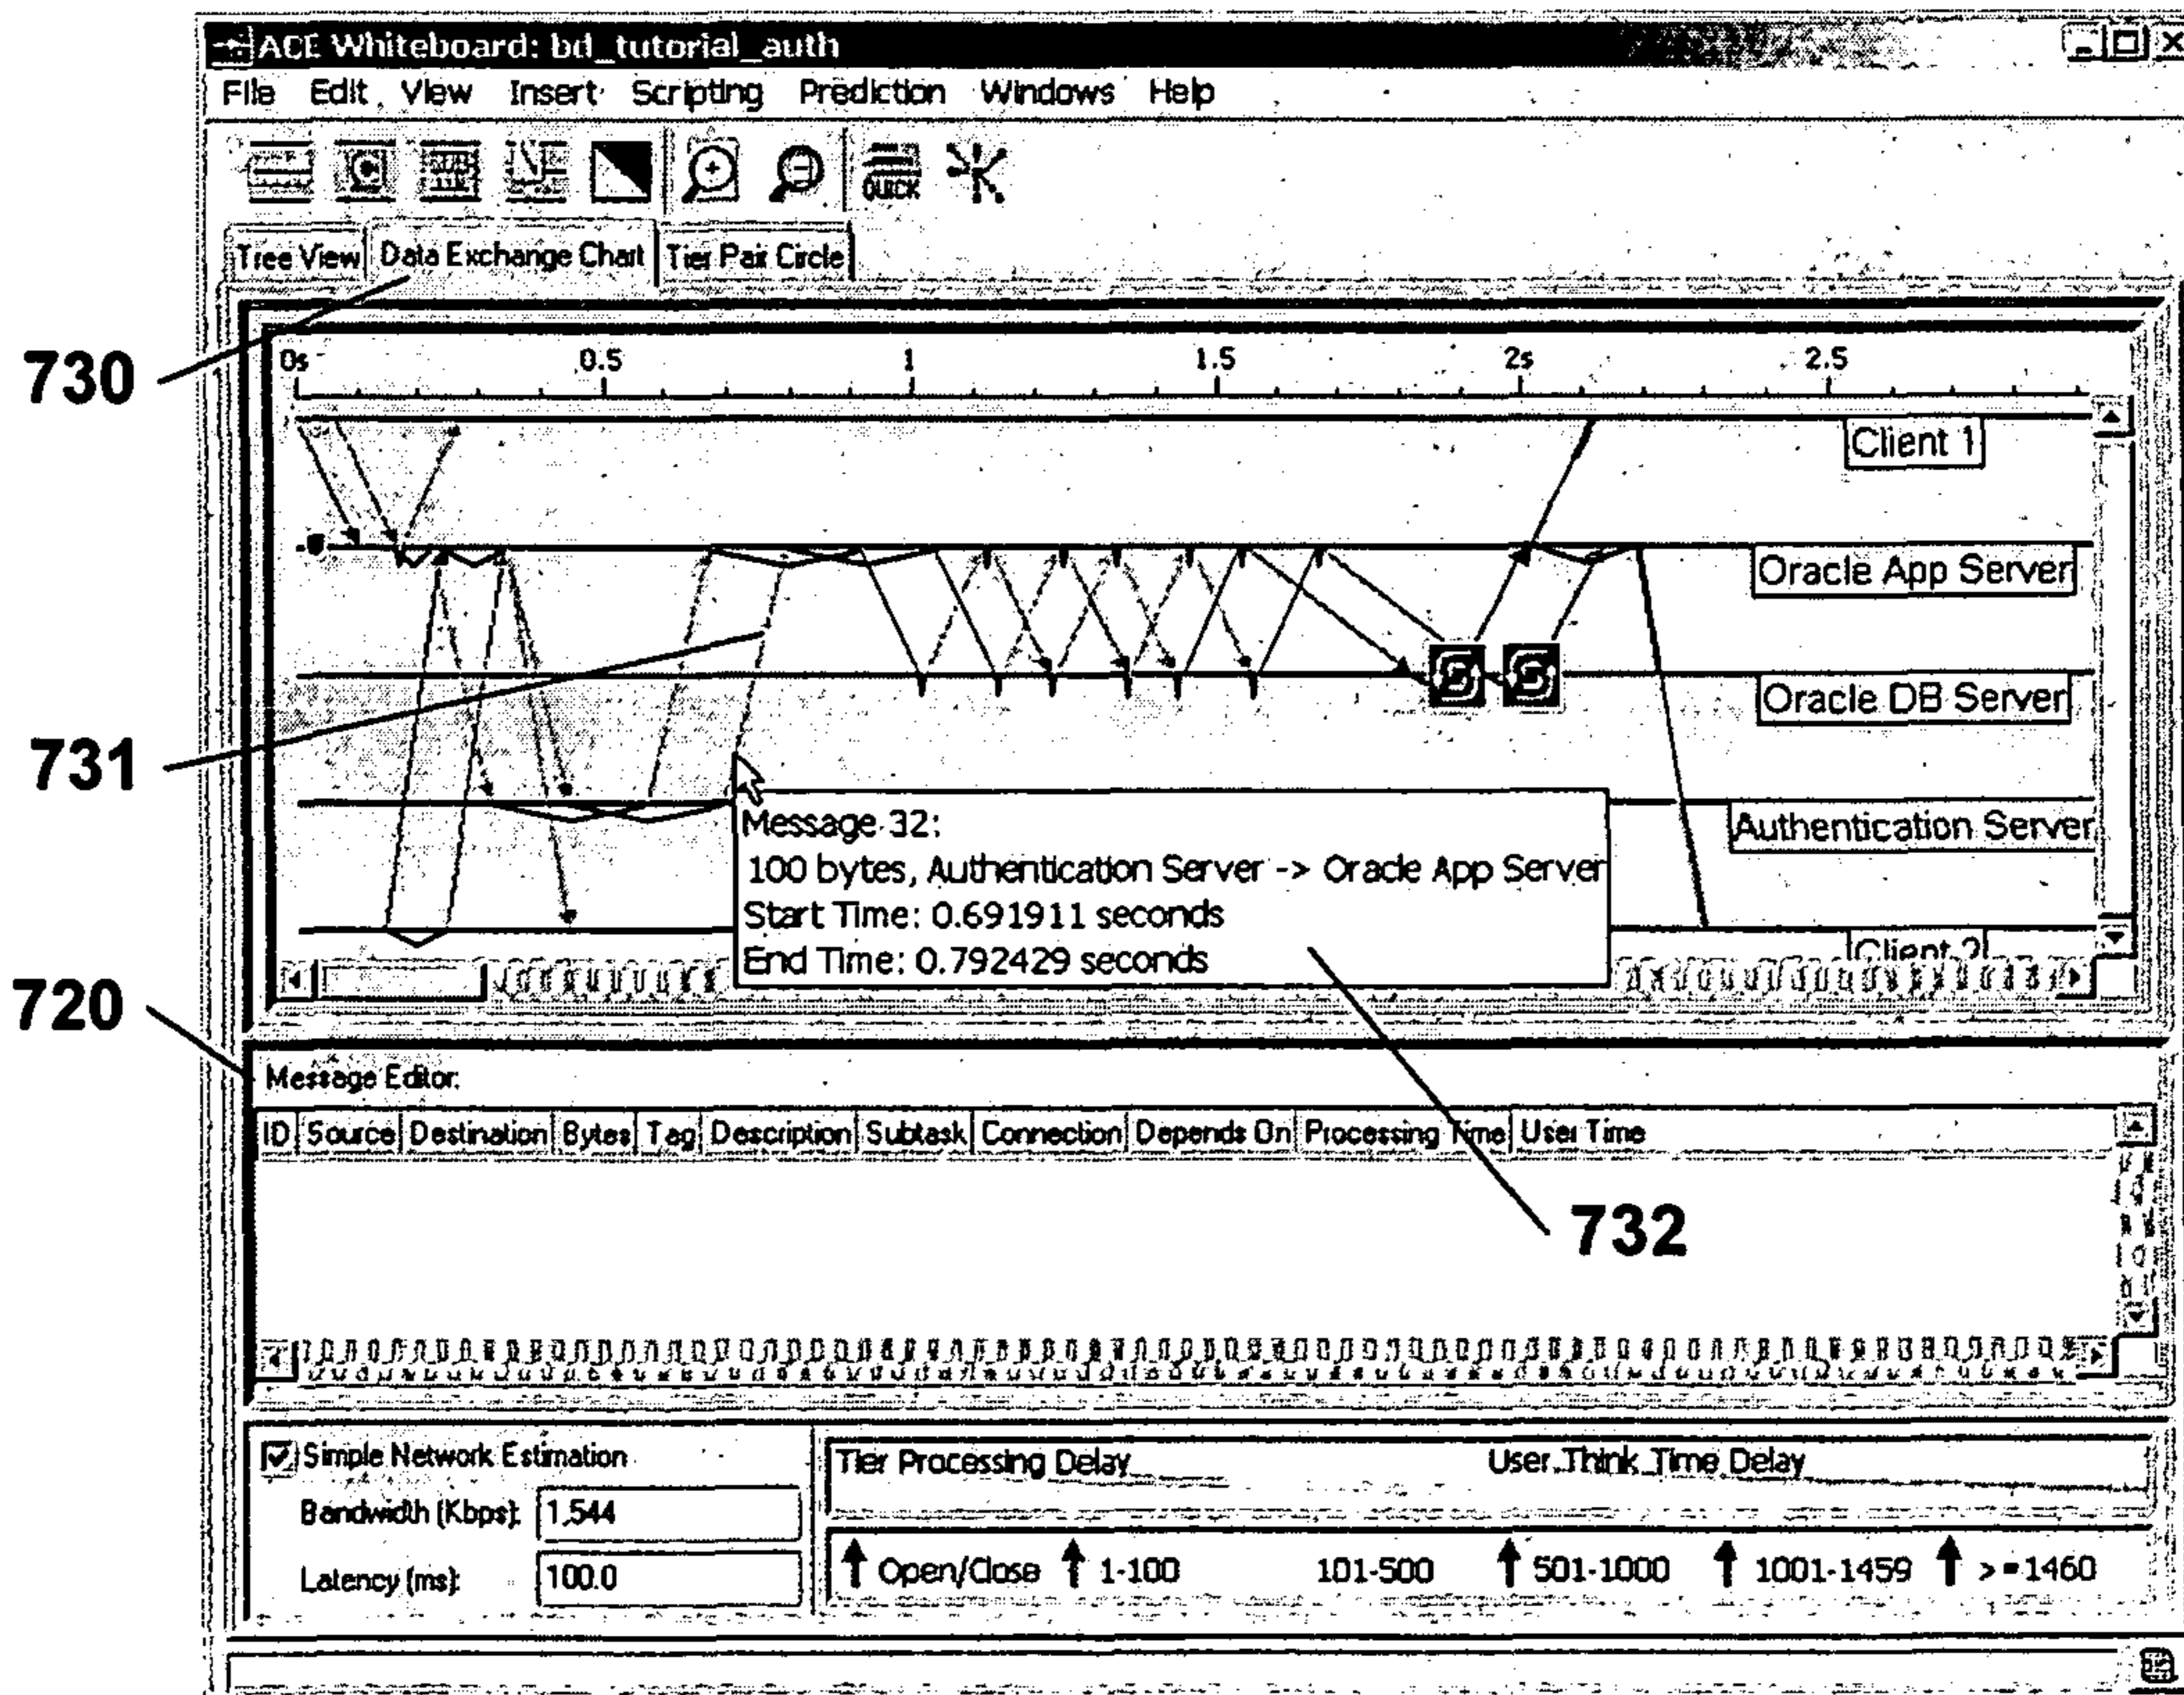 ACE Whiteboard: bd_tutorial_auth
File Edit View Insert Scripting Prediction Windows Help
QUICK
Tree View Data Exchange Chart Tier Pair Circle
730
0s 0.5 1 1.5 2s 2.5
Client 1
Oracle App Server
Oracle DB Server
731
Authentication Server
Message 32:
100 bytes, Authentication Server -> Oracle App Server
Start Time: 0.691911 seconds
End Time: 0.792429 seconds
Client 2
720
Message Editor:
ID Source Destination Bytes Tag Description Subtask Connection Depends On Processing Time User Time
732
Simple Network Estimation
Bandwidth (Kbps): 1,544
Latency (ms): 100.0
Tier Processing Delay User Think Time Delay
Open/Close 1-100 101-500 501-1000 1001-1459 >=1460